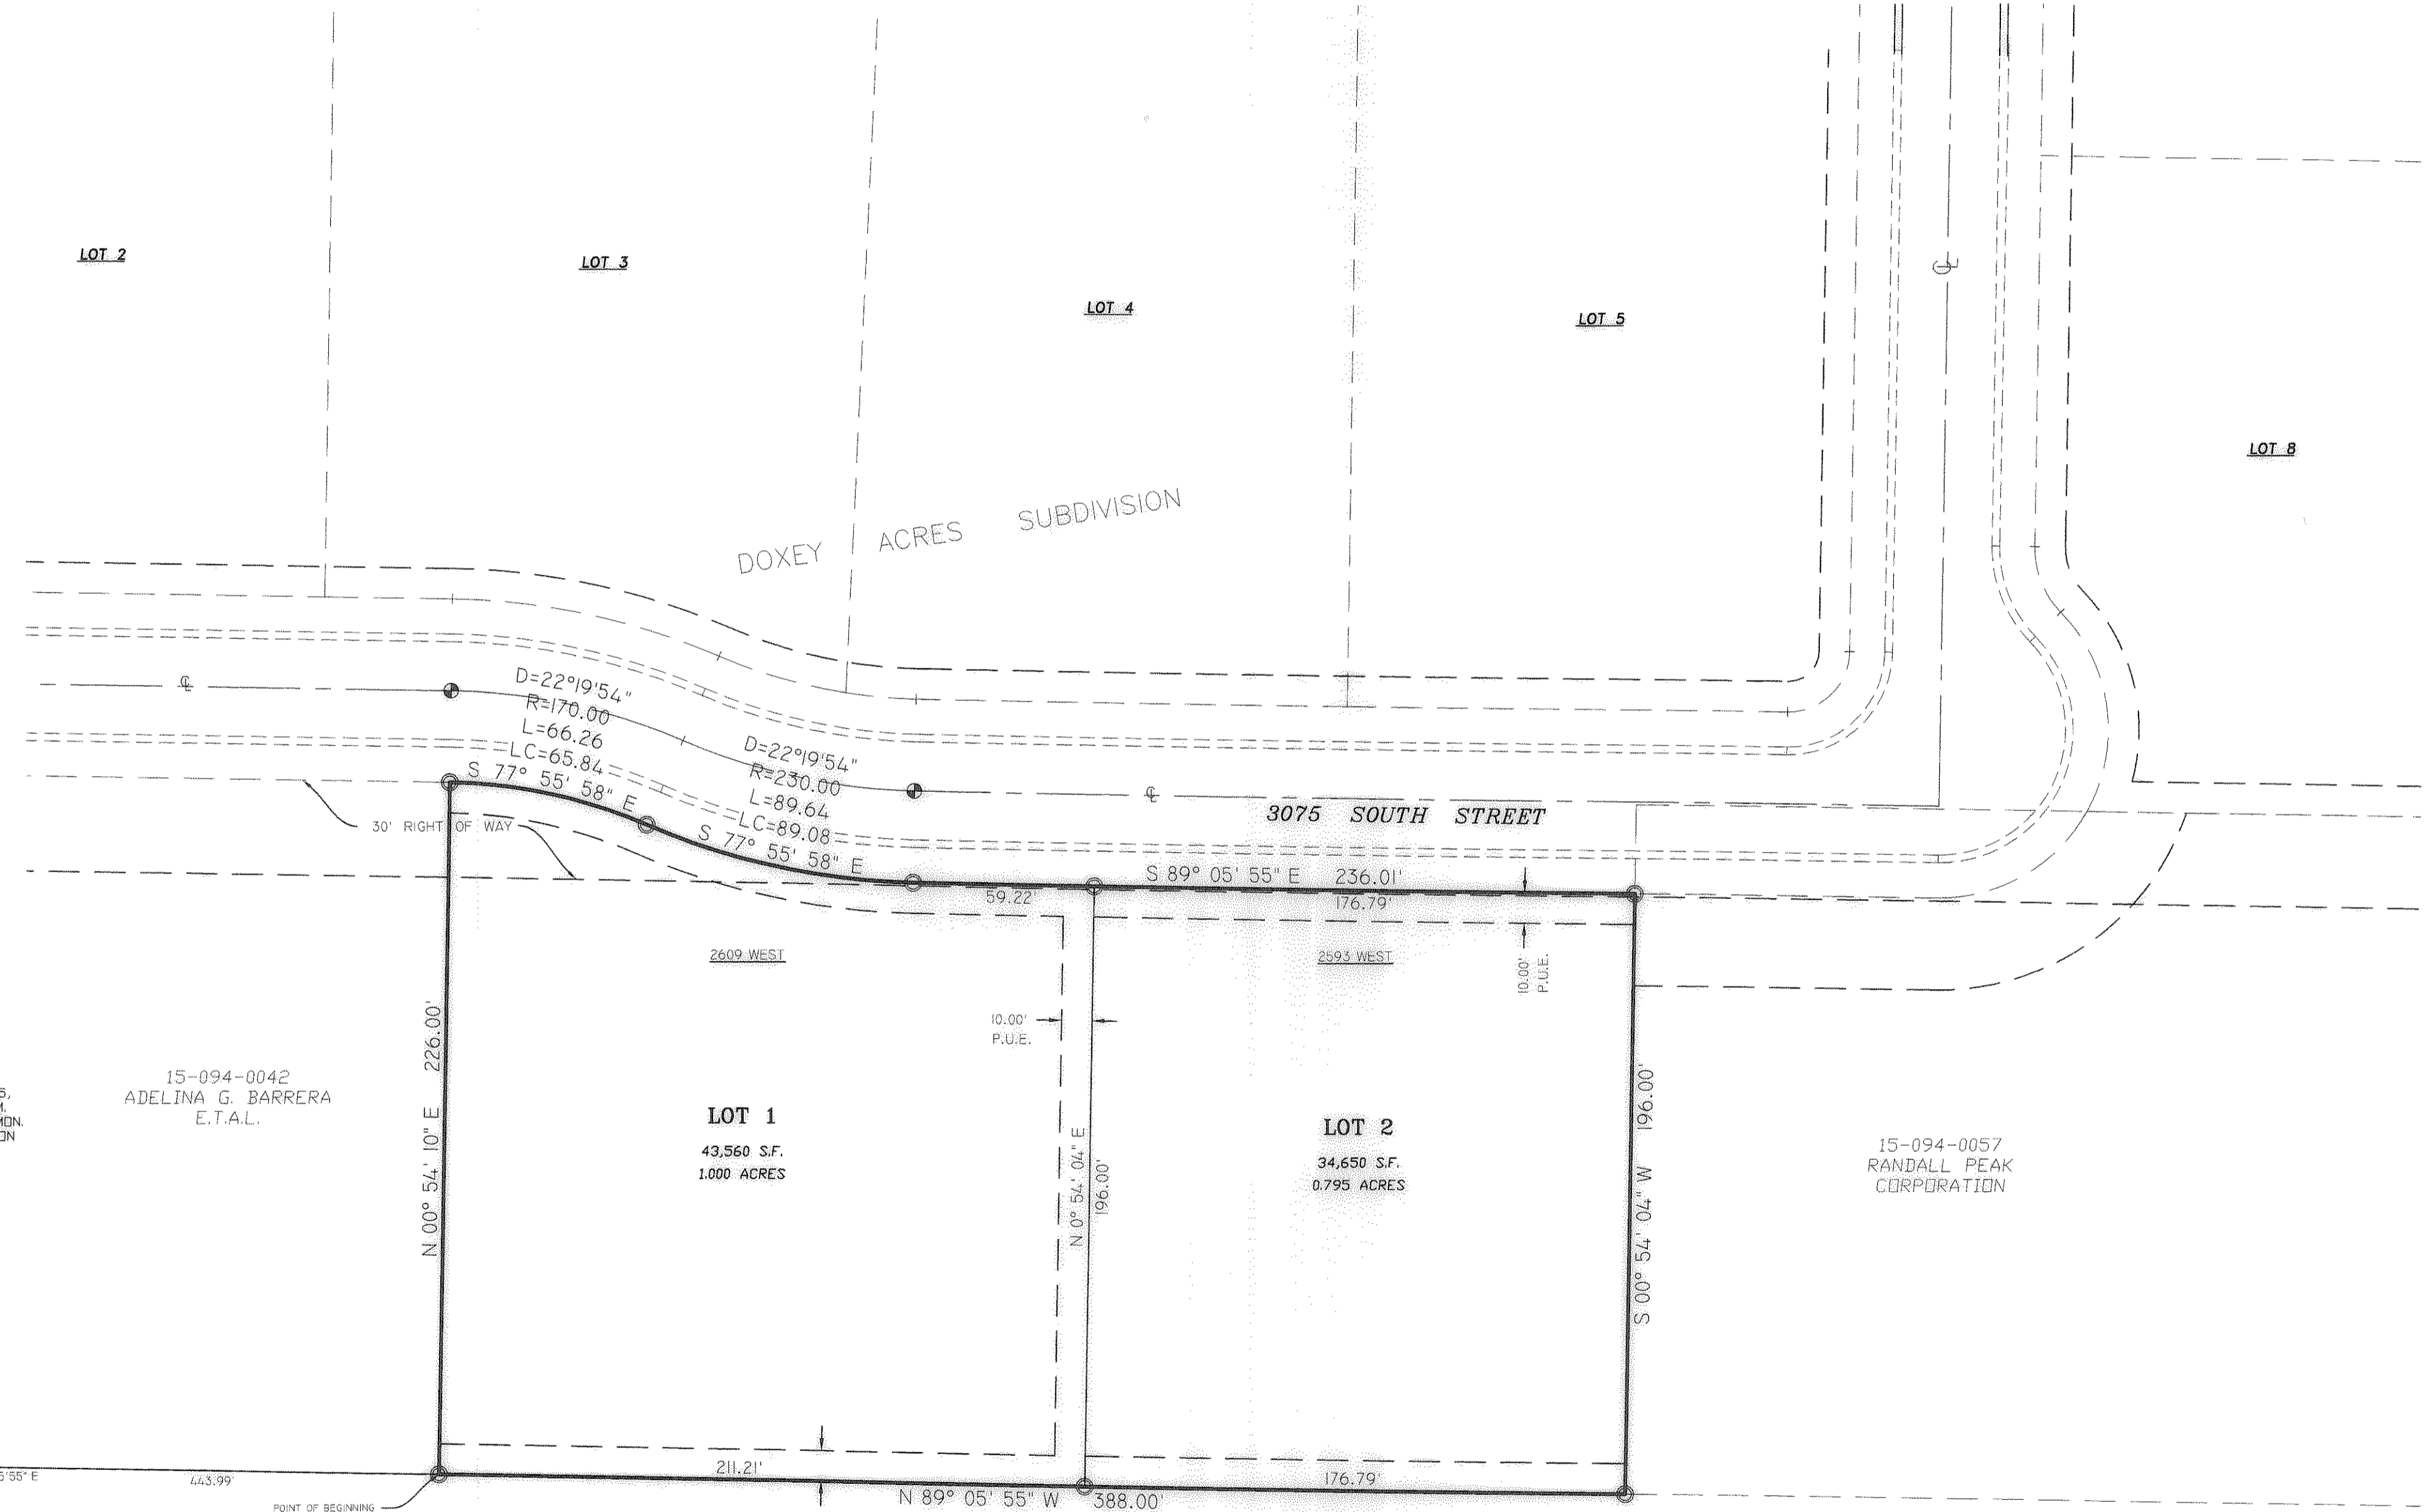 LOT 2
LOT 3
LOT 4
LOT 5
LOT 8
DOXEY ACRES SUBDIVISION
℄
℄
D=22°19'54"
R=170.00
L=66.26
LC=65.84
S 77° 55' 58" E
D=22°19'54"
R=230.00
L=89.64
LC=89.08
S 77° 55' 58" E
℄
3075 SOUTH STREET
30' RIGHT OF WAY
S 89° 05' 55" E 236.01'
59.22'
176.79'
2609 WEST
2593 WEST
10.00'
P.U.E.
10.00'
P.U.E.
N 00° 54' 10" E 226.00'
15-094-0042
ADELINA G. BARRERA
E.T.A.L.
LOT 1
43,560 S.F.
1.000 ACRES
N 0° 54' 04" E
196.00'
LOT 2
34,650 S.F.
0.795 ACRES
S 00° 54' 04" W 196.00'
15-094-0057
RANDALL PEAK
CORPORATION
5'55" E
443.99'
211.21'
176.79'
N 89° 05' 55" W 388.00'
POINT OF BEGINNING